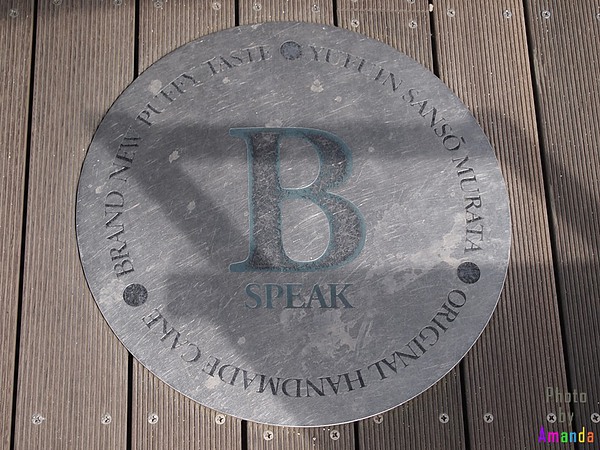 BRAND NEW PUFFY TASTE
YUFUIN SANSŌ MURATA
ORIGINAL HANDMADE CAKE
B
SPEAK
Photo
by
Amanda